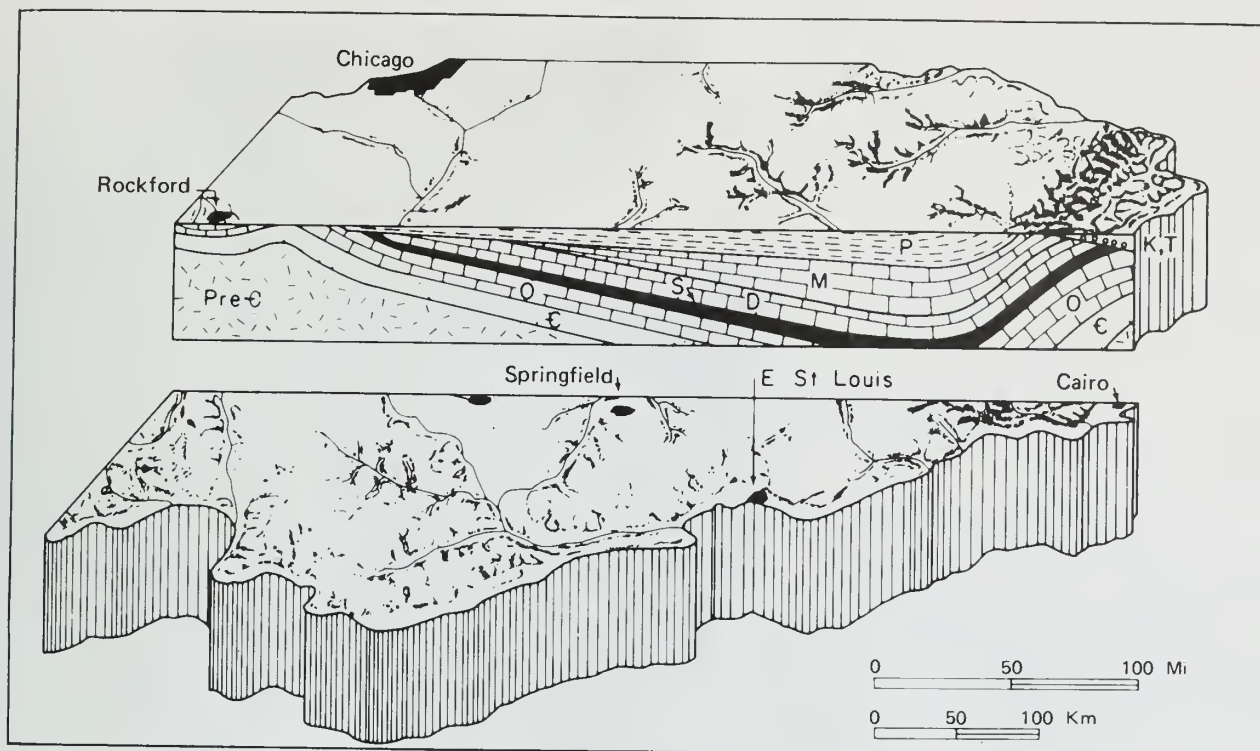 Chicago
Rockford
P
K,T
M
Pre-Є
O
S
D
O
Є
Є
Springfield
E St Louis
Cairo
0 50 100 Mi
0 50 100 Km